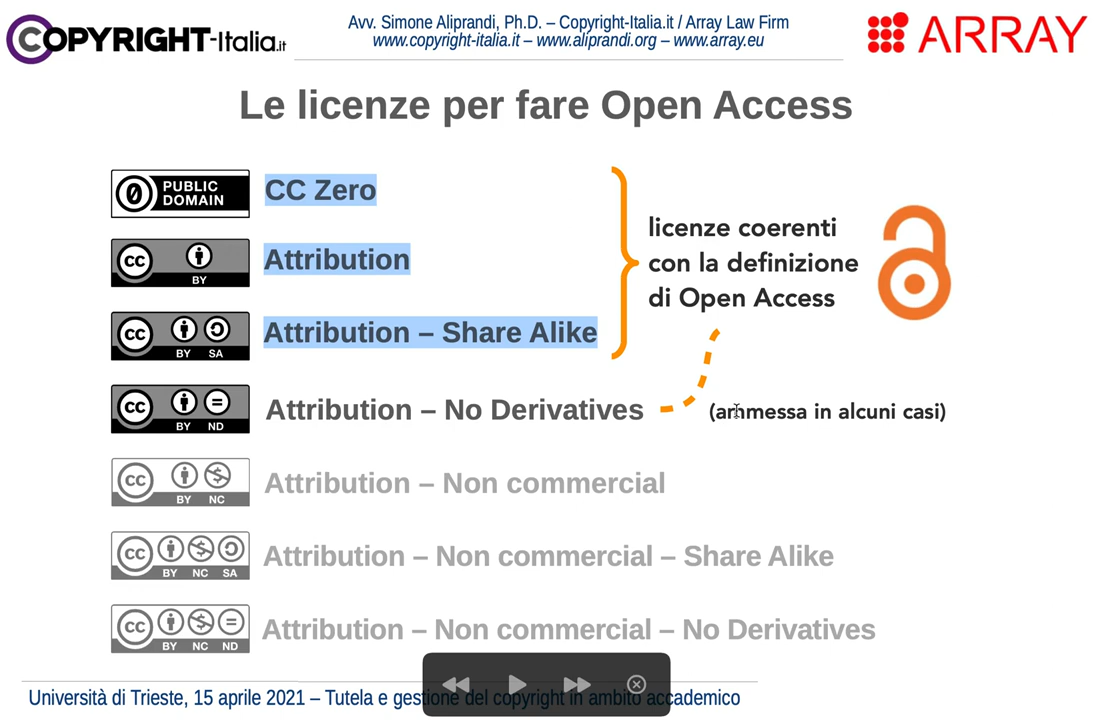 COPYRIGHT-Italia.it
Avv. Simone Aliprandi, Ph.D. – Copyright-Italia.it / Array Law Firm
www.copyright-italia.it – www.aliprandi.org – www.array.eu
ARRAY
Le licenze per fare Open Access
PUBLIC
DOMAIN
CC Zero
cc
BY
Attribution
cc
BY SA
Attribution – Share Alike
licenze coerenti
con la definizione
di Open Access
cc
BY ND
Attribution – No Derivatives
(ammessa in alcuni casi)
cc
BY NC
Attribution – Non commercial
cc
BY NC SA
Attribution – Non commercial – Share Alike
cc
BY NC ND
Attribution – Non commercial – No Derivatives
Università di Trieste, 15 aprile 2021 – Tutela e gestione del copyright in ambito accademico